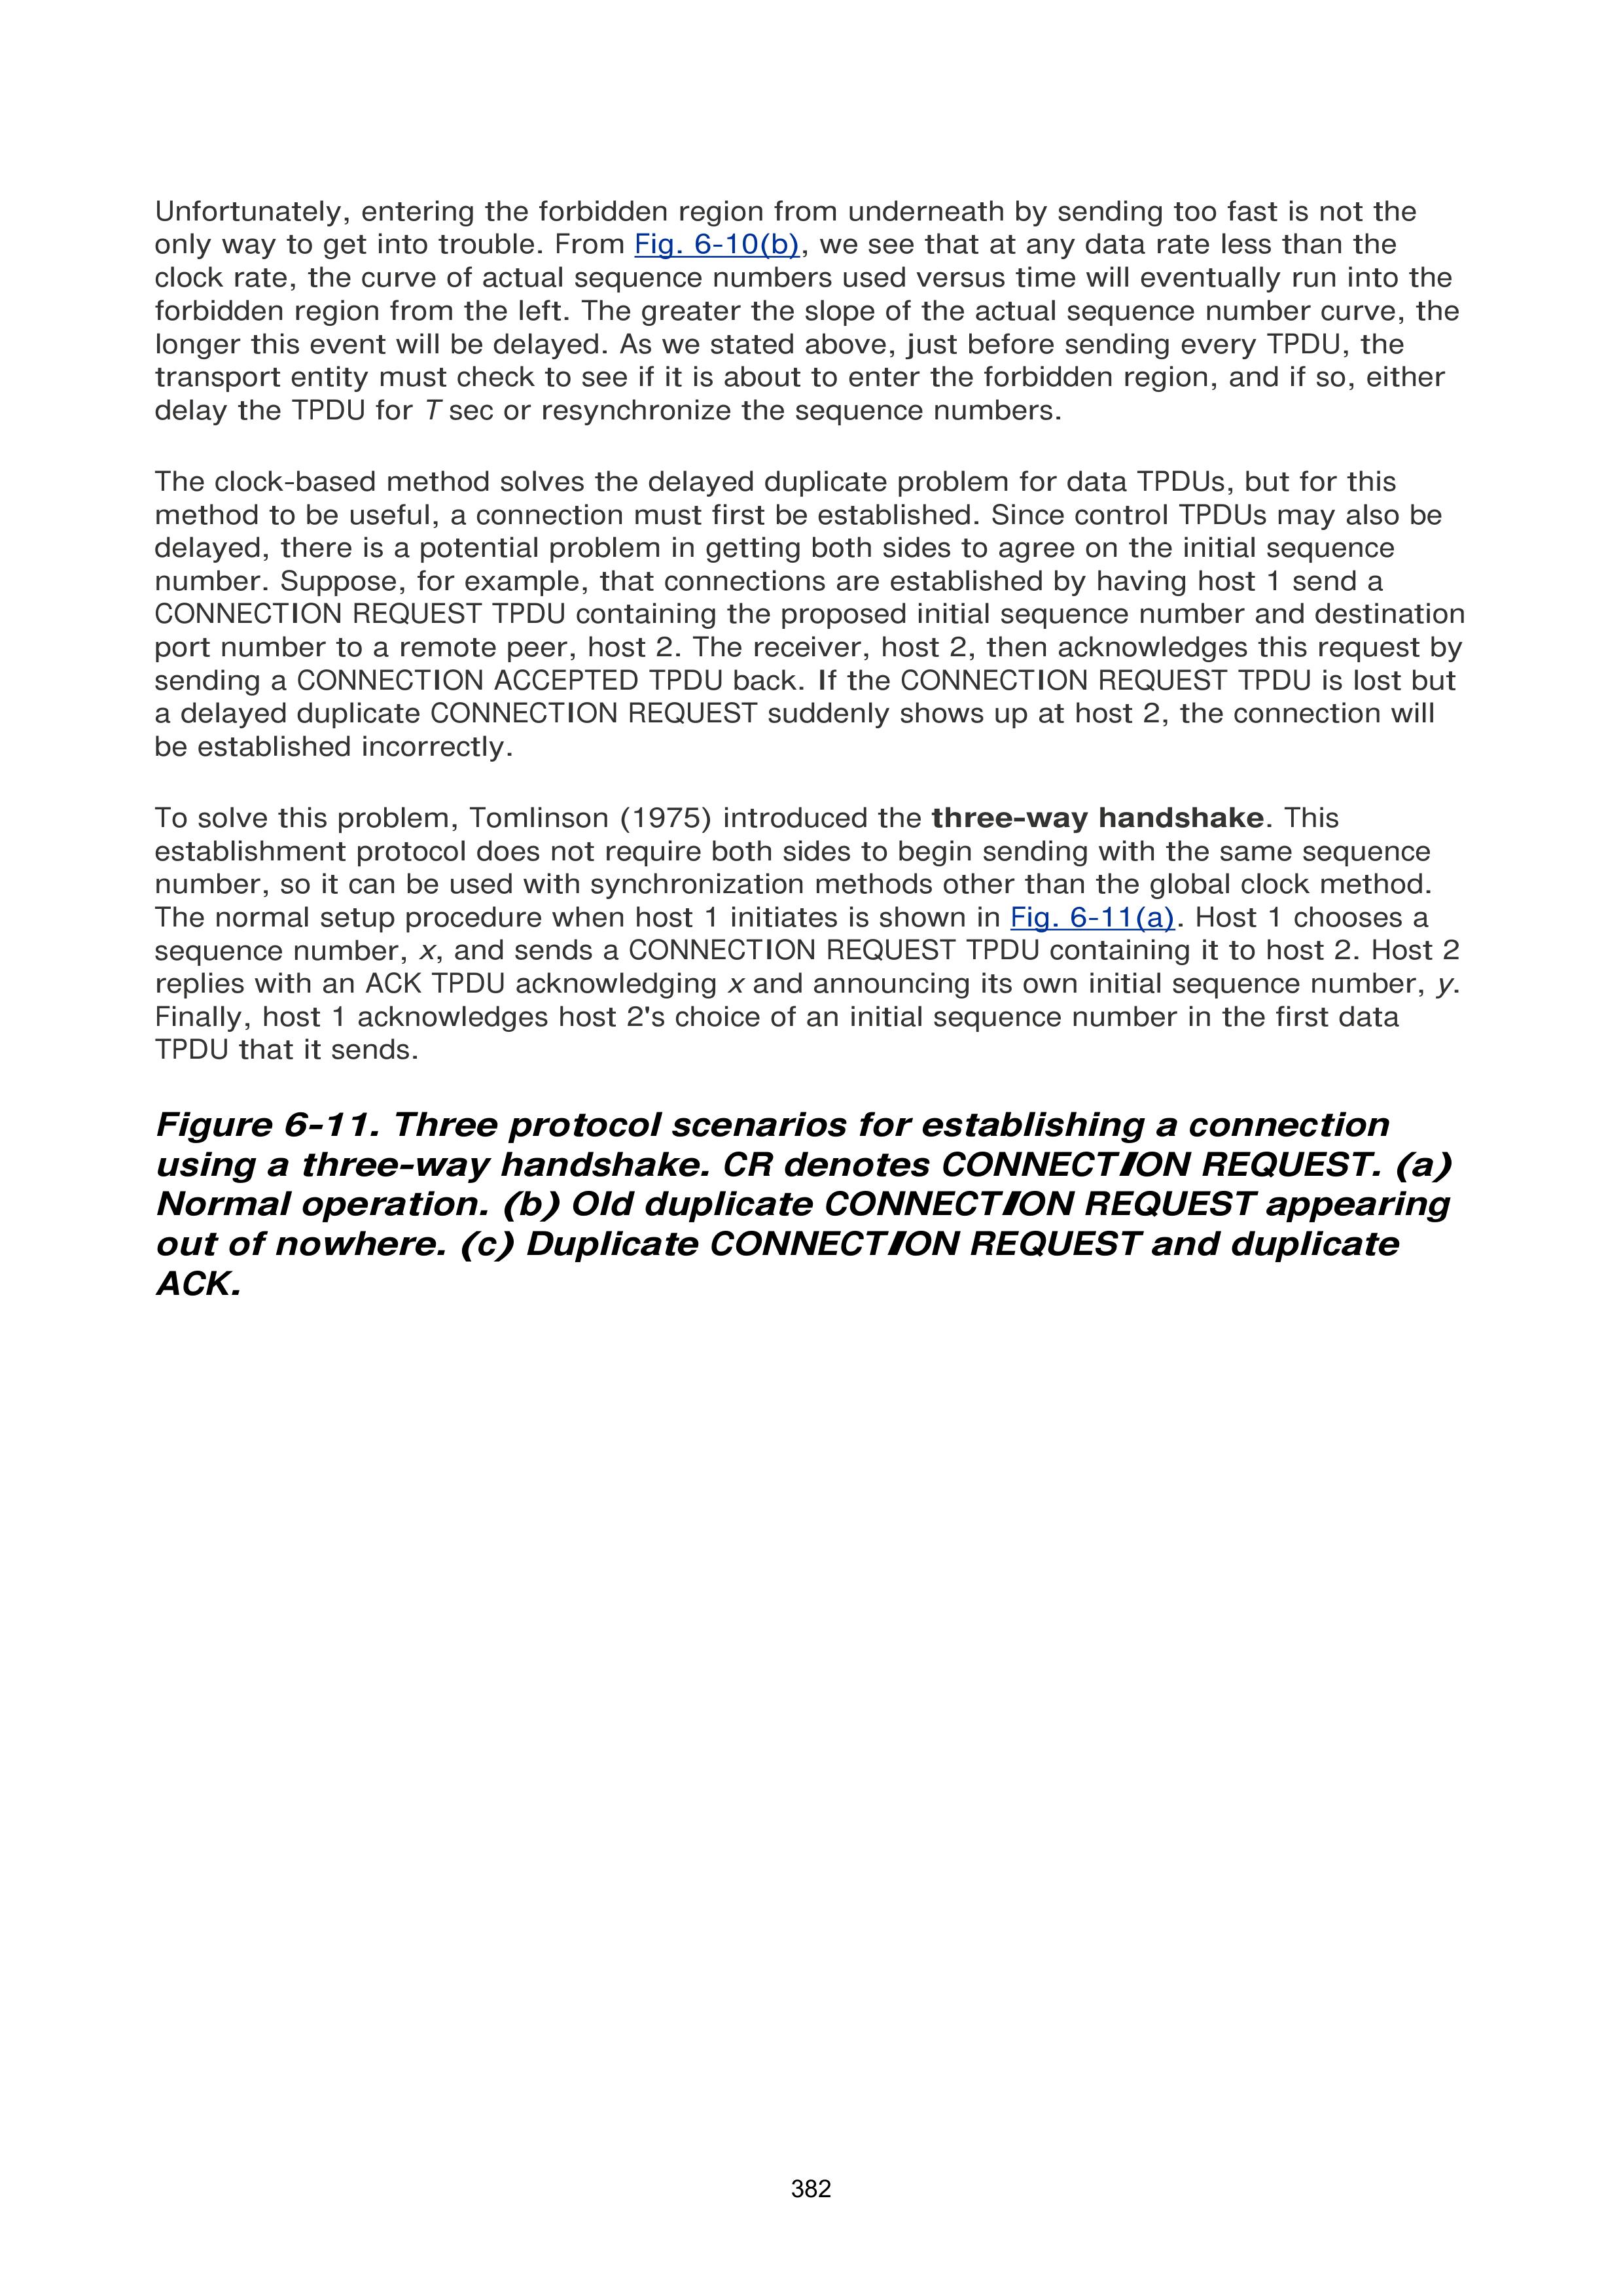 Unfortunately, entering the forbidden region from underneath by sending too fast is not the
only way to get into trouble. From Fig. 6-10(b), we see that at any data rate less than the
clock rate, the curve of actual sequence numbers used versus time will eventually run into the
forbidden region from the left. The greater the slope of the actual sequence number curve, the
longer this event will be delayed. As we stated above, just before sending every TPDU, the
transport entity must check to see if it is about to enter the forbidden region, and if so, either
delay the TPDU for T sec or resynchronize the sequence numbers.
The clock-based method solves the delayed duplicate problem for data TPDUs, but for this
method to be useful, a connection must first be established. Since control TPDUs may also be
delayed, there is a potential problem in getting both sides to agree on the initial sequence
number. Suppose, for example, that connections are established by having host 1 send a
CONNECTION REQUEST TPDU containing the proposed initial sequence number and destination
port number to a remote peer, host 2. The receiver, host 2, then acknowledges this request by
sending a CONNECTION ACCEPTED TPDU back. If the CONNECTION REQUEST TPDU is lost but
a delayed duplicate CONNECTION REQUEST suddenly shows up at host 2, the connection will
be established incorrectly.
To solve this problem, Tomlinson (1975) introduced the three-way handshake. This
establishment protocol does not require both sides to begin sending with the same sequence
number, so it can be used with synchronization methods other than the global clock method.
The normal setup procedure when host 1 initiates is shown in Fig. 6-11(a). Host 1 chooses a
sequence number, x, and sends a CONNECTION REQUEST TPDU containing it to host 2. Host 2
replies with an ACK TPDU acknowledging x and announcing its own initial sequence number, y.
Finally, host 1 acknowledges host 2's choice of an initial sequence number in the first data
TPDU that it sends.
Figure 6-11. Three protocol scenarios for establishing a connection
using a three-way handshake. CR denotes CONNECTION REQUEST. (a)
Normal operation. (b) Old duplicate CONNECTION REQUEST appearing
out of nowhere. (c) Duplicate CONNECTION REQUEST and duplicate
ACK.
382